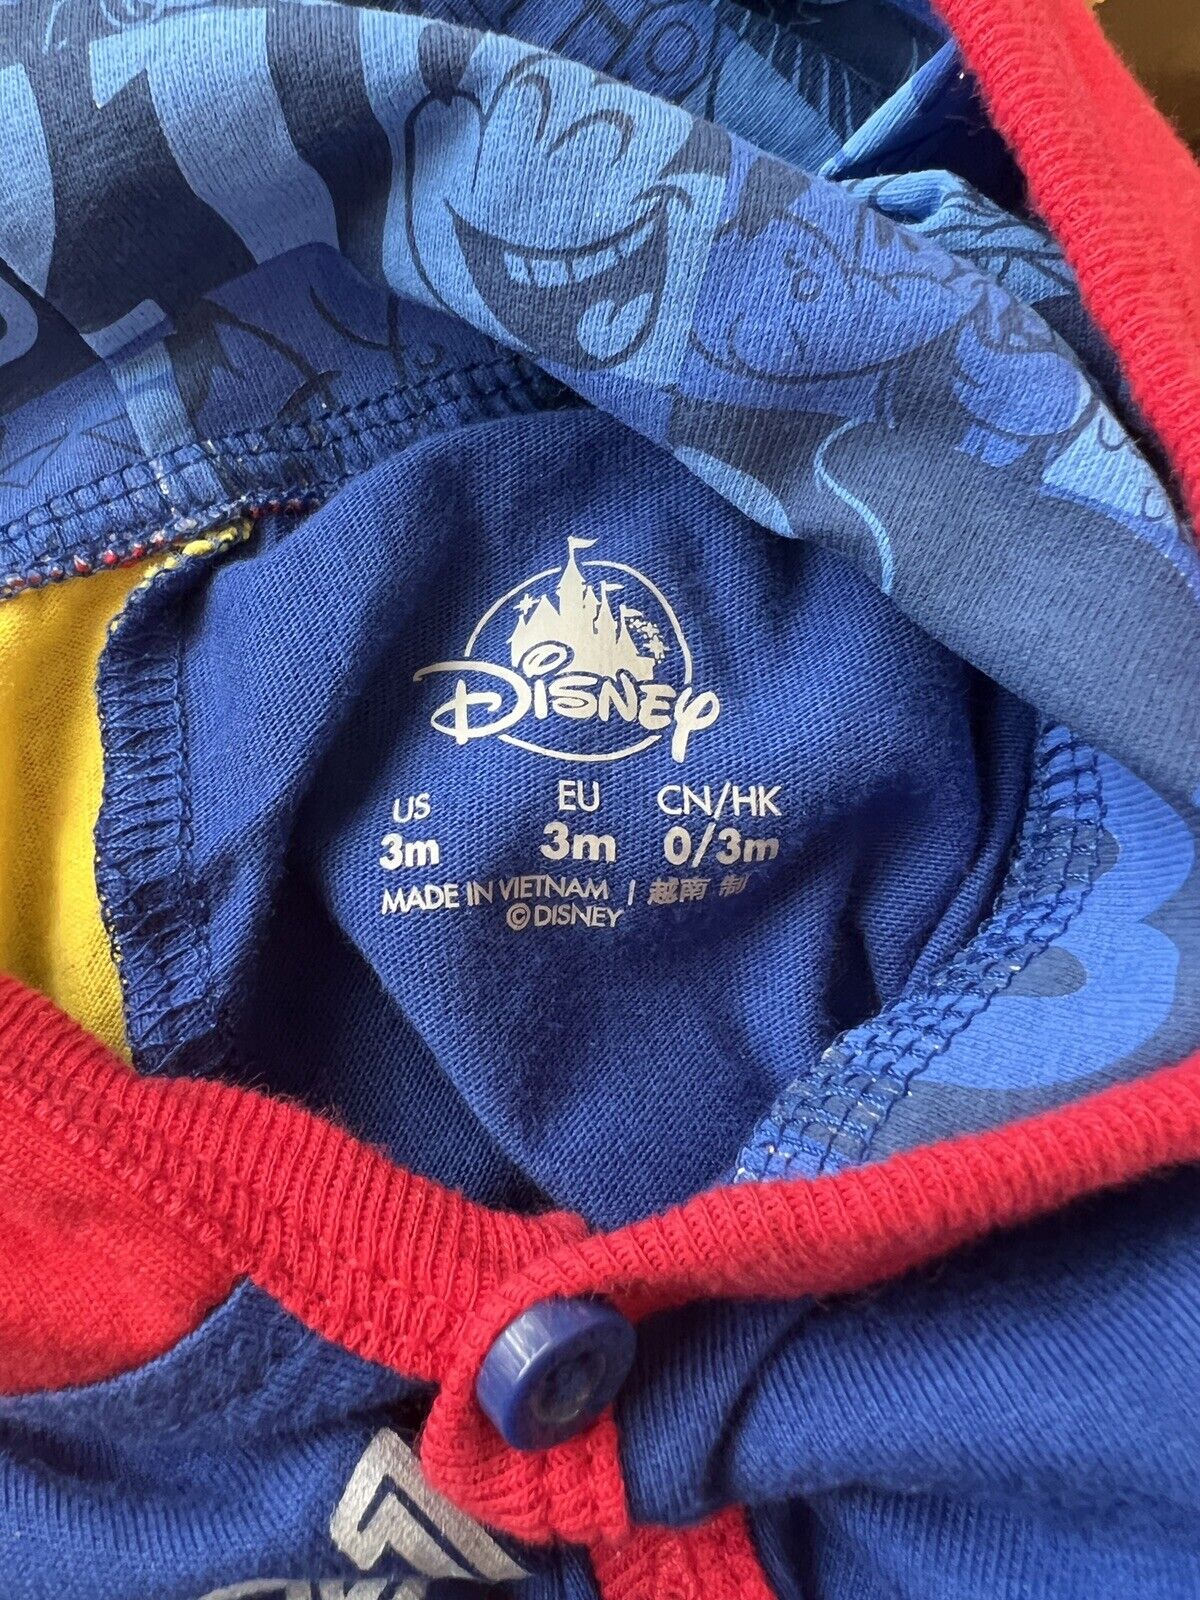 Disney
US EU CN/HK
3m 3m 0/3m
MADE IN VIETNAM | 越南 制
© DISNEY